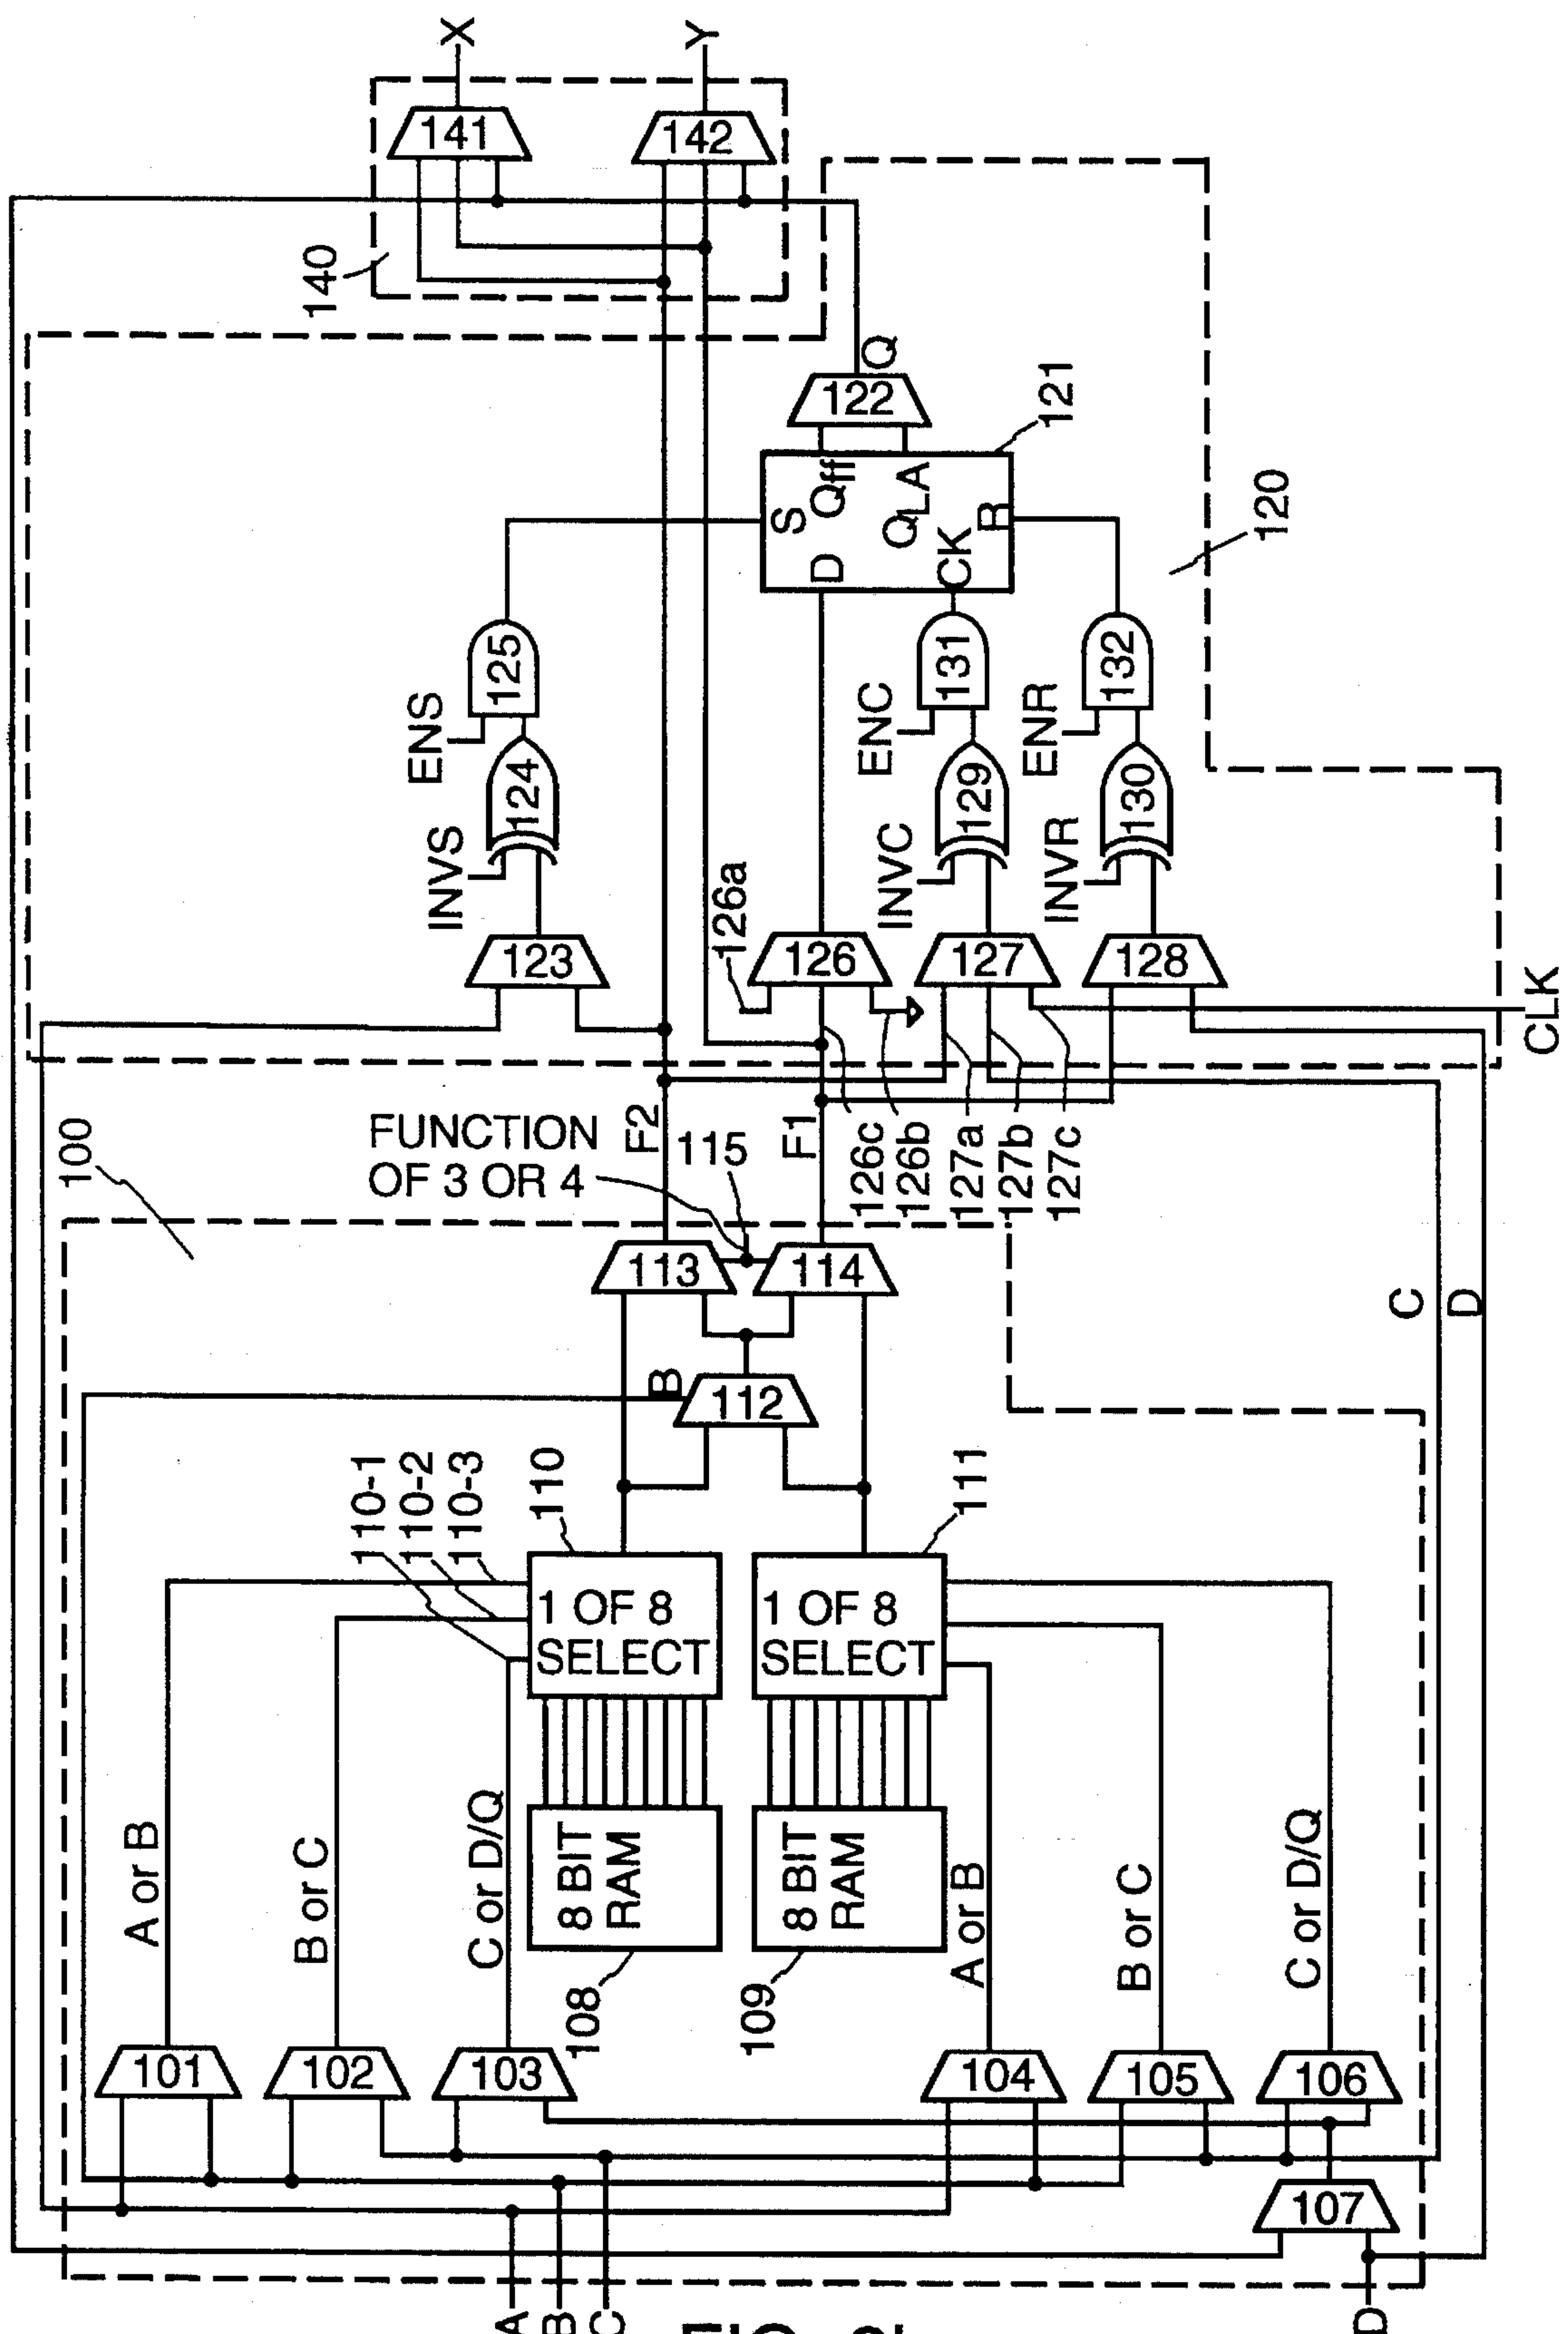 X
Y
141
142
140
Q
122
121
S
Qff
D
QLA
CK
R
120
ENS
125
ENC
131
ENR
132
INVS
124
INVC
129
INVR
130
123
126a
126
127
128
CLK
100
FUNCTION
OF 3 OR 4
F2
115
F1
126c
126b
127a
127b
127c
113
114
C
D
B
112
110-1
110-2
110-3
110
111
1 OF 8
SELECT
1 OF 8
SELECT
A or B
B or C
C or D/Q
8 BIT
RAM
8 BIT
RAM
A or B
B or C
C or D/Q
108
109
101
102
103
104
105
106
107
A
B
C
D